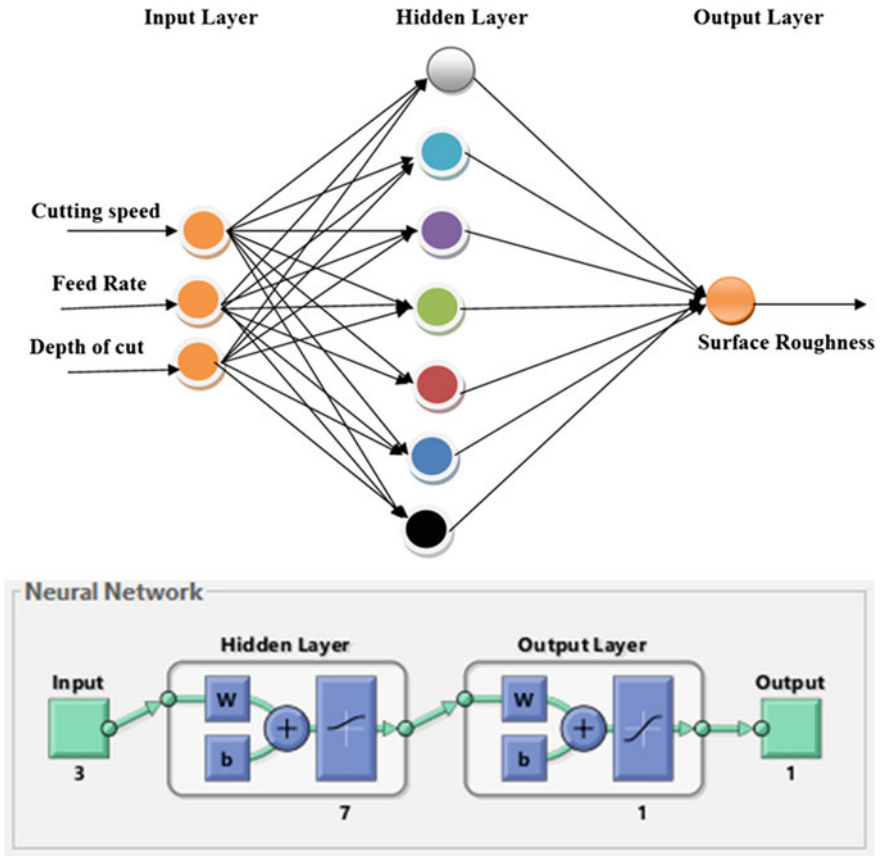 Input Layer
Hidden Layer
Output Layer
Cutting speed
Feed Rate
Depth of cut
Surface Roughness
Neural Network
Hidden Layer
Output Layer
Input
Output
W
b
W
b
3
7
1
1